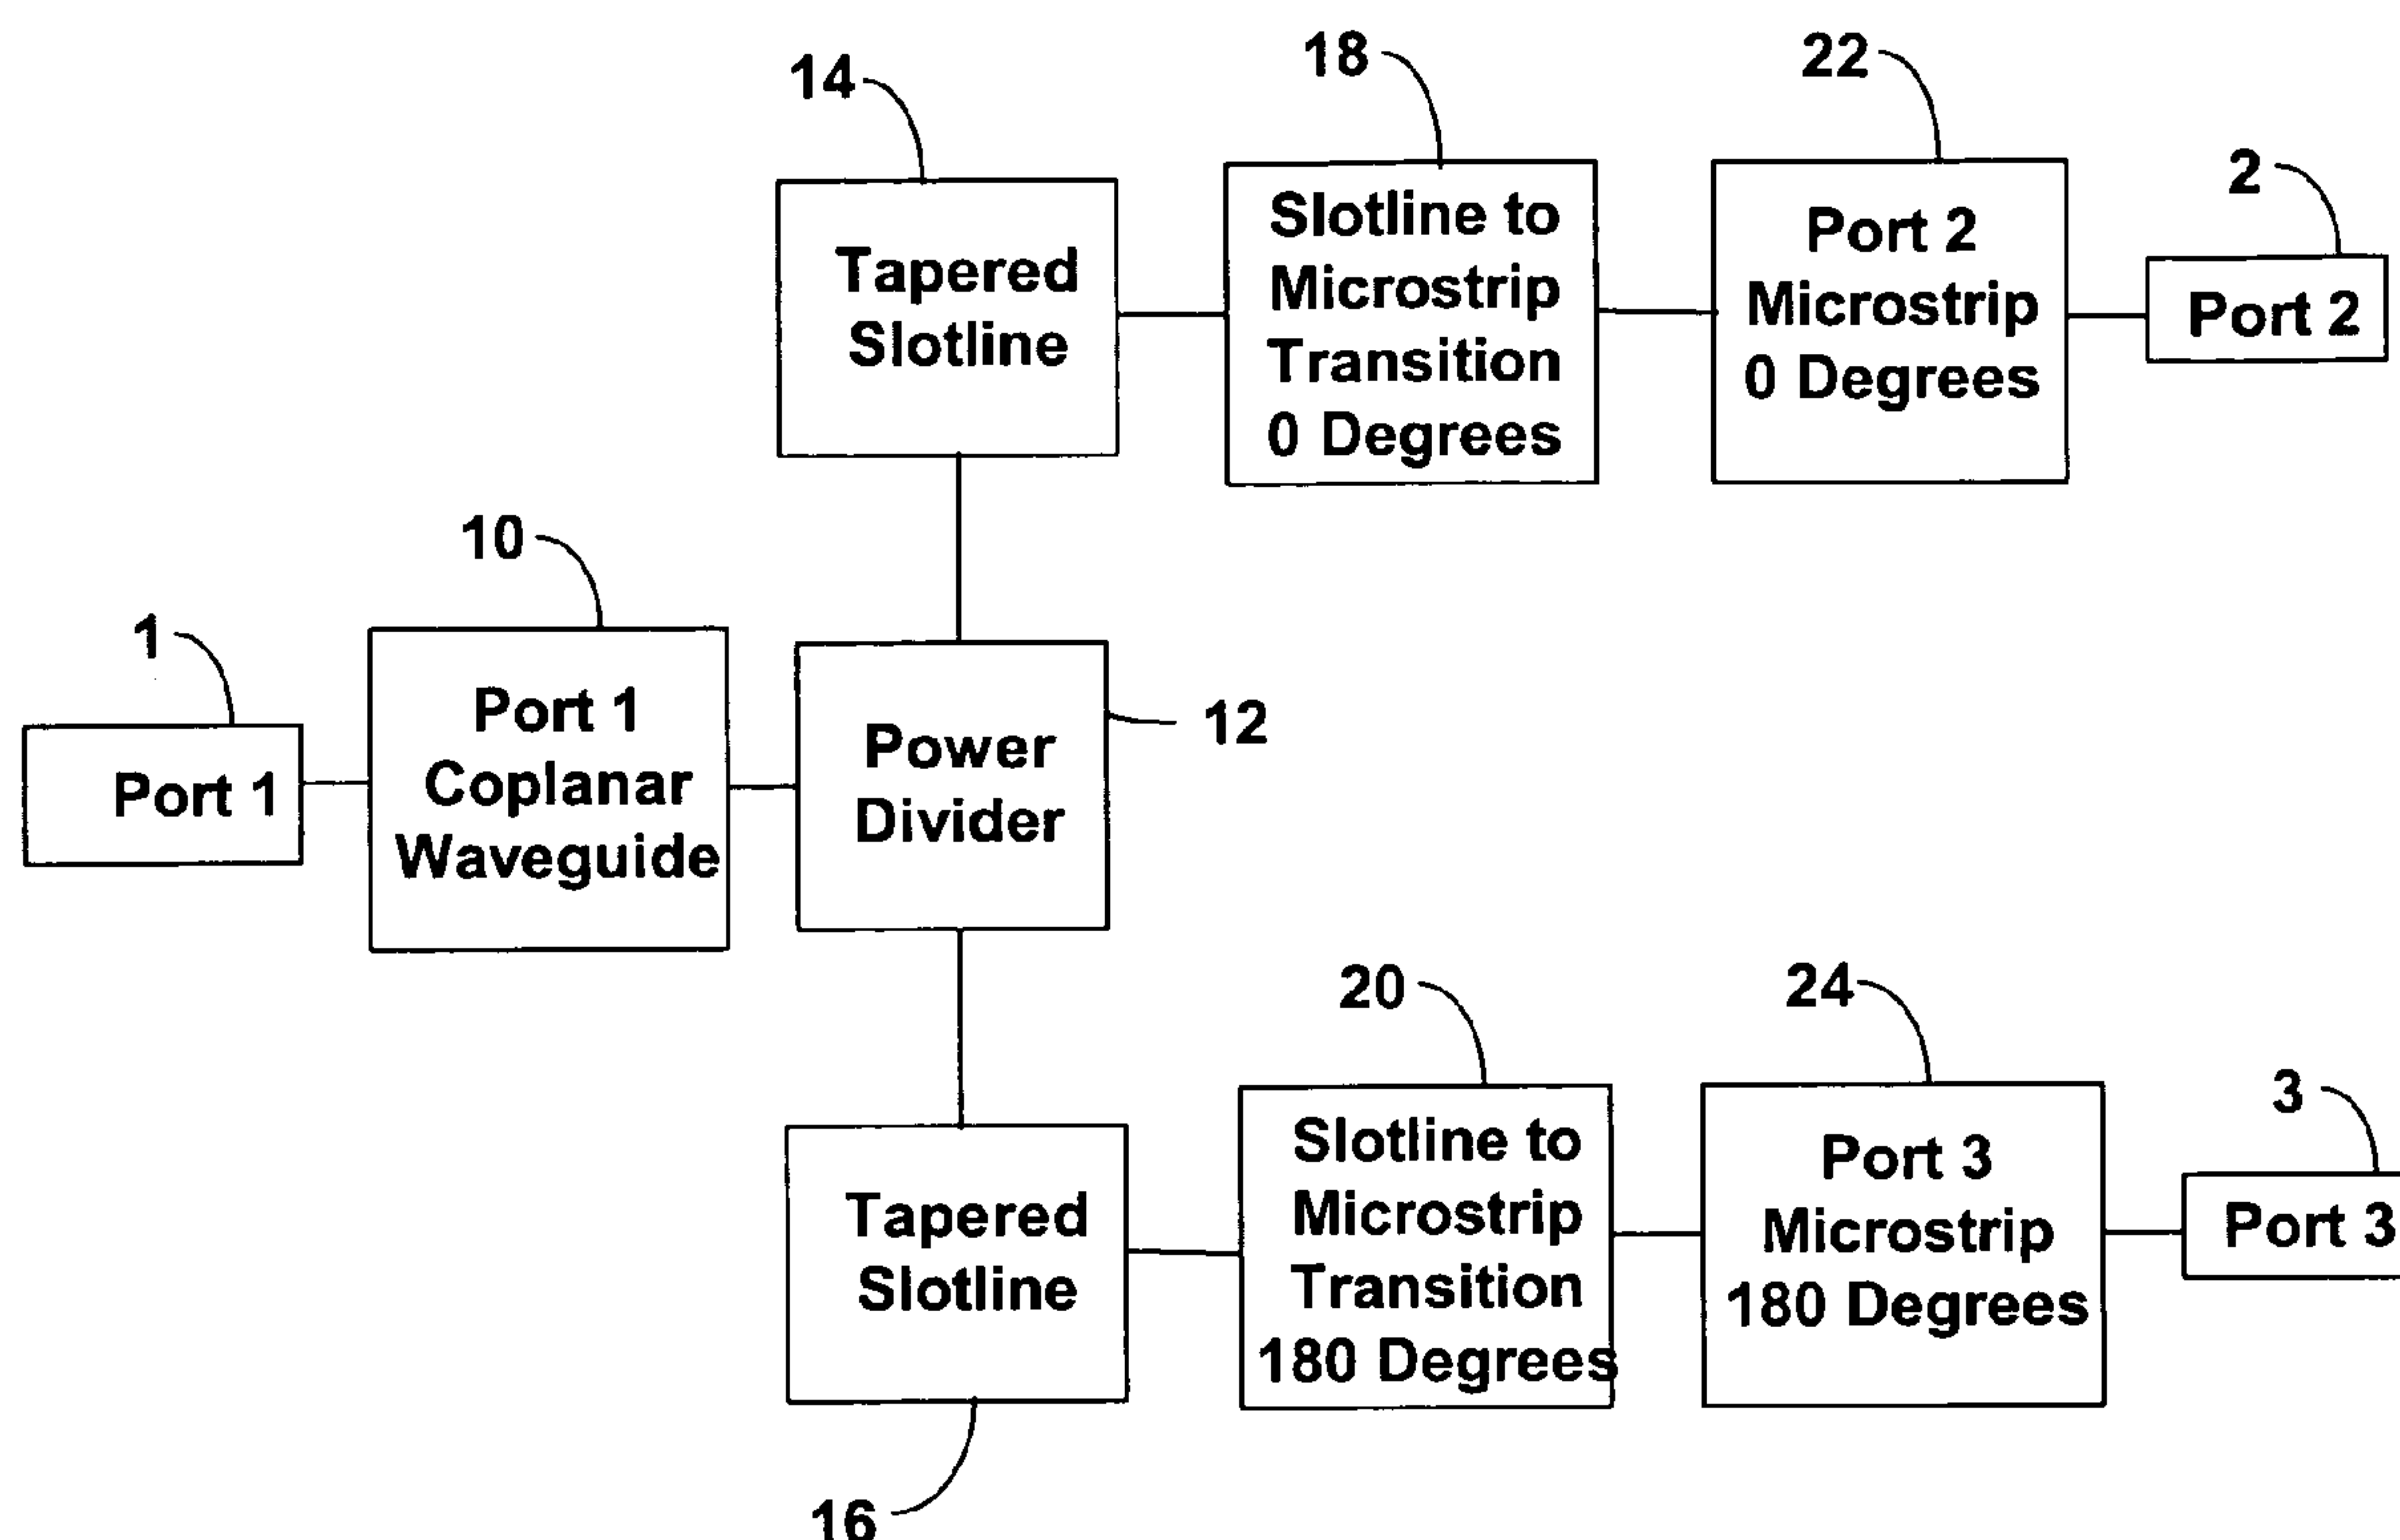 14
18
22
2
Tapered
Slotline
Slotline to
Microstrip
Transition
0 Degrees
Port 2
Microstrip
0 Degrees
Port 2
10
1
Port 1
Port 1
Coplanar
Waveguide
Power
Divider
12
20
24
3
Tapered
Slotline
Slotline to
Microstrip
Transition
180 Degrees
Port 3
Microstrip
180 Degrees
Port 3
16